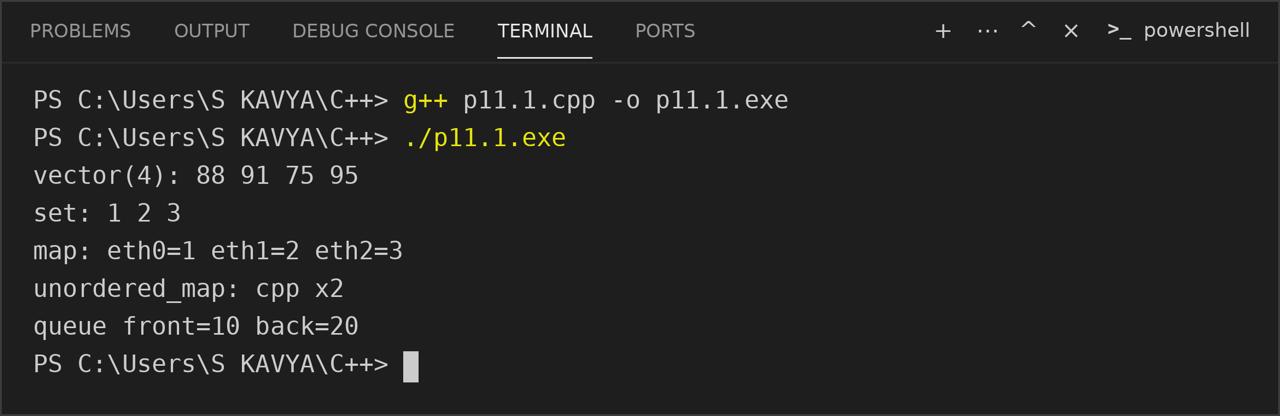 PROBLEMS OUTPUT DEBUG CONSOLE TERMINAL PORTS + ... ^ × >_ powershell
PS C:\Users\S KAVYA\C++> g++ p11.1.cpp -o p11.1.exe
PS C:\Users\S KAVYA\C++> ./p11.1.exe
vector(4): 88 91 75 95
set: 1 2 3
map: eth0=1 eth1=2 eth2=3
unordered_map: cpp x2
queue front=10 back=20
PS C:\Users\S KAVYA\C++>